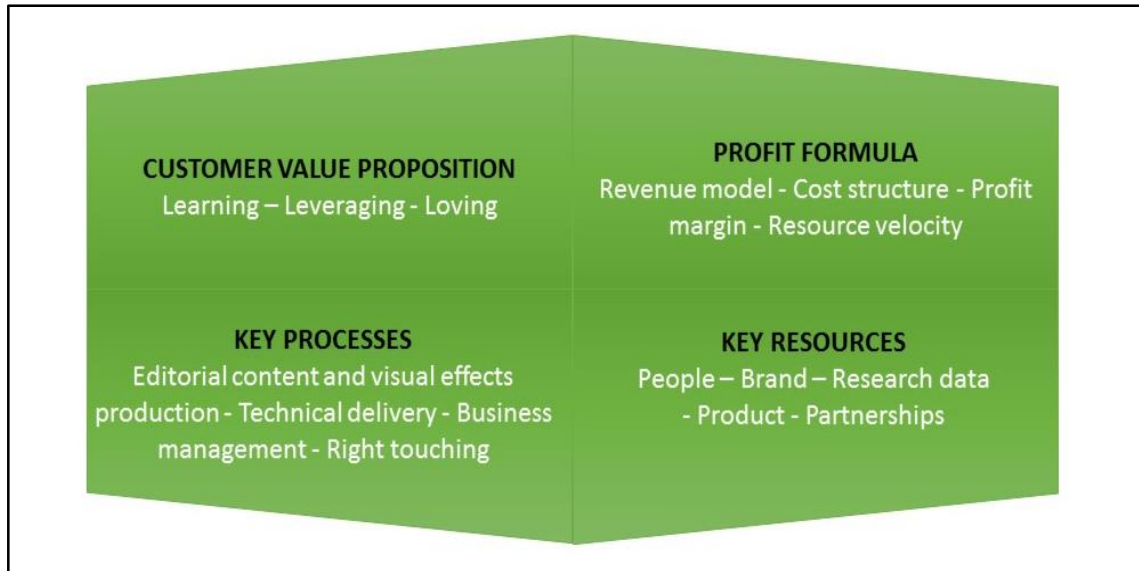 CUSTOMER VALUE PROPOSITION
Learning – Leveraging - Loving
PROFIT FORMULA
Revenue model - Cost structure - Profit
margin - Resource velocity
KEY PROCESSES
Editorial content and visual effects
production - Technical delivery - Business
management - Right touching
KEY RESOURCES
People – Brand – Research data
- Product - Partnerships